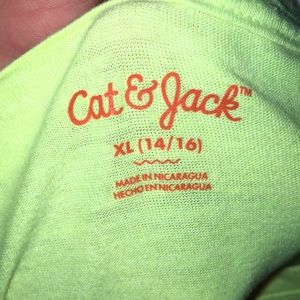 Cat & Jack™
XL (14/16)
MADE IN NICARAGUA
HECHO EN NICARAGUA